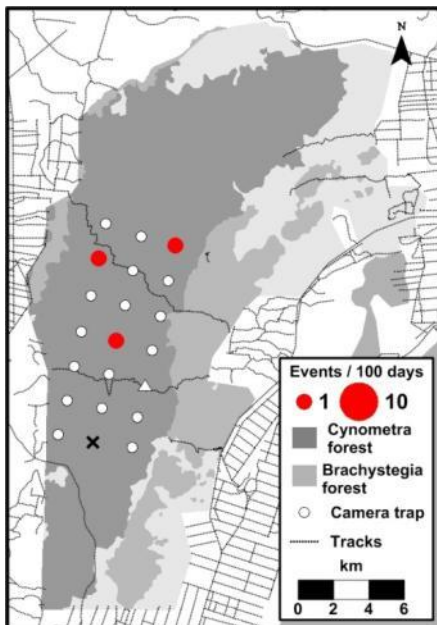 N
Events / 100 days
1 10
Cynometra
forest
Brachystegia
forest
Camera trap
Tracks
km
0 2 4 6